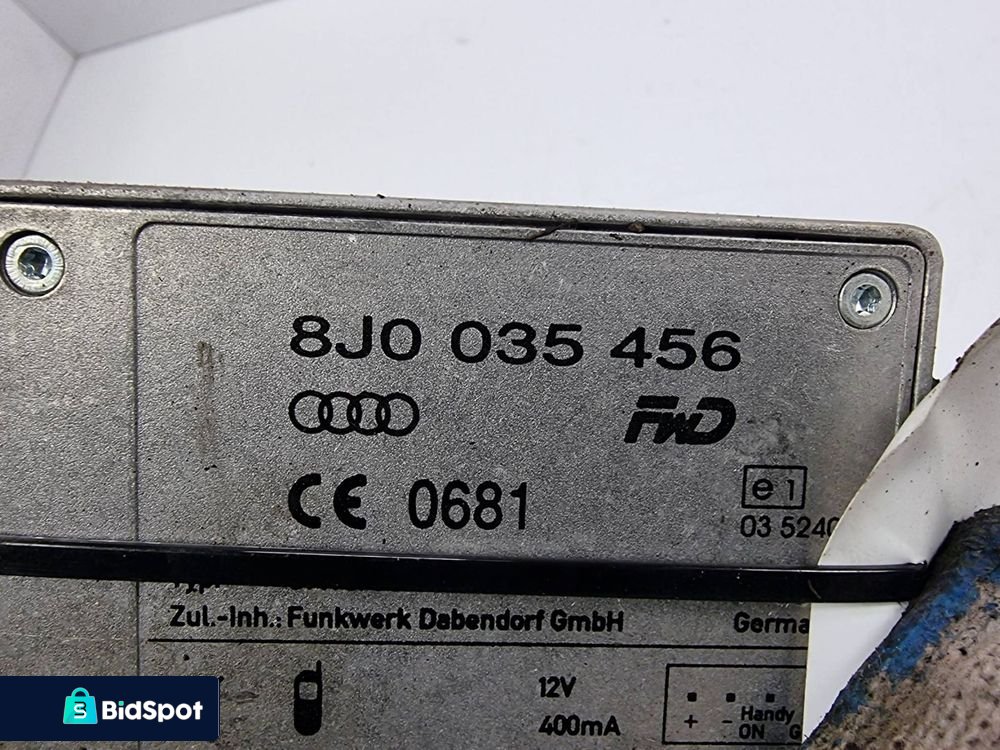 8J0 035 456
FwD
CE 0681
e 1
03 5240
Zul.-Inh.: Funkwerk Dabendorf GmbH
Germa
12V
400mA
+ - Handy
ON G
BidSpot